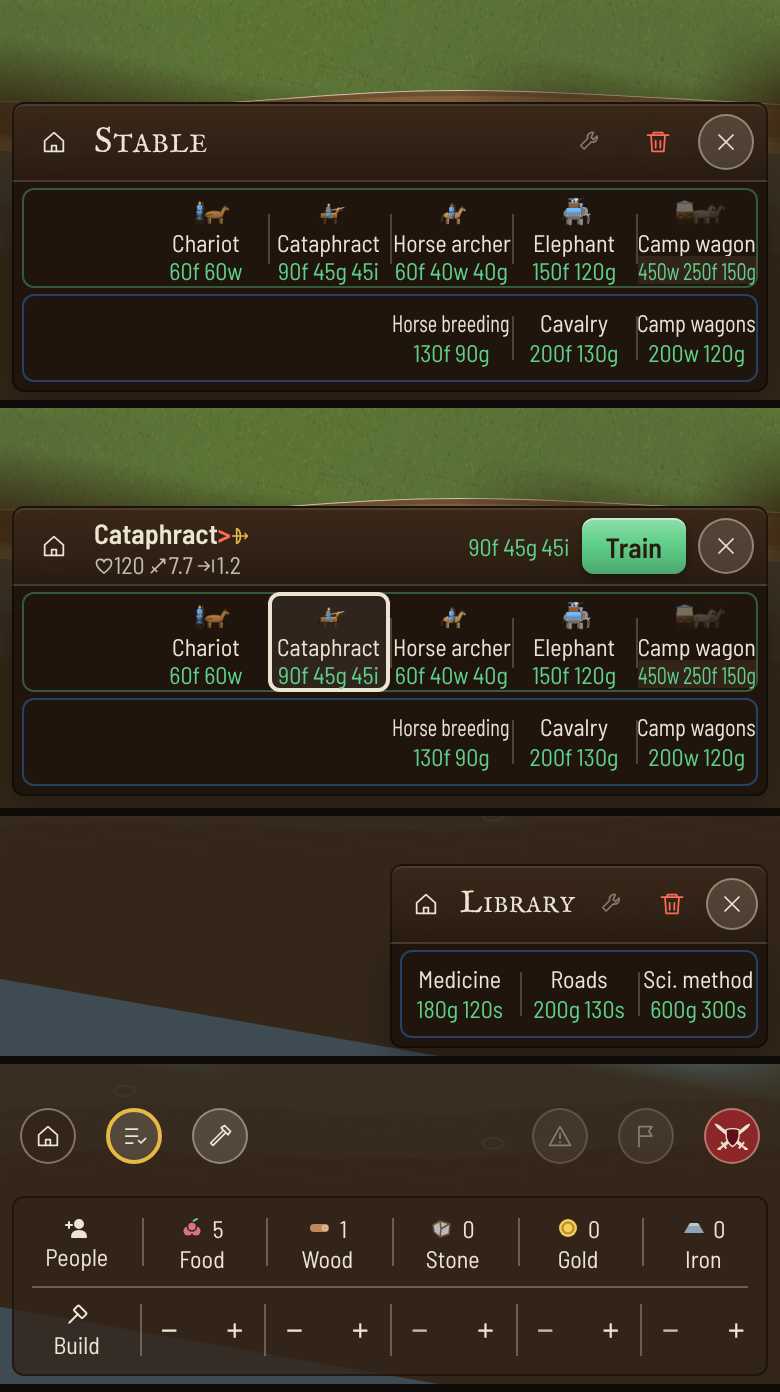 Stable
Chariot Cataphract Horse archer Elephant Camp wagon
60f 60w 90f 45g 45i 60f 40w 40g 150f 120g 450w 250f 150g
Horse breeding Cavalry Camp wagons
130f 90g 200f 130g 200w 120g
Cataphract>
120 7.7 1.2
90f 45g 45i Train
Chariot Cataphract Horse archer Elephant Camp wagon
60f 60w 90f 45g 45i 60f 40w 40g 150f 120g 450w 250f 150g
Horse breeding Cavalry Camp wagons
130f 90g 200f 130g 200w 120g
Library
Medicine Roads Sci. method
180g 120s 200g 130s 600g 300s
5 1 0 0 0
People Food Wood Stone Gold Iron
− + − + − + − + − +
Build